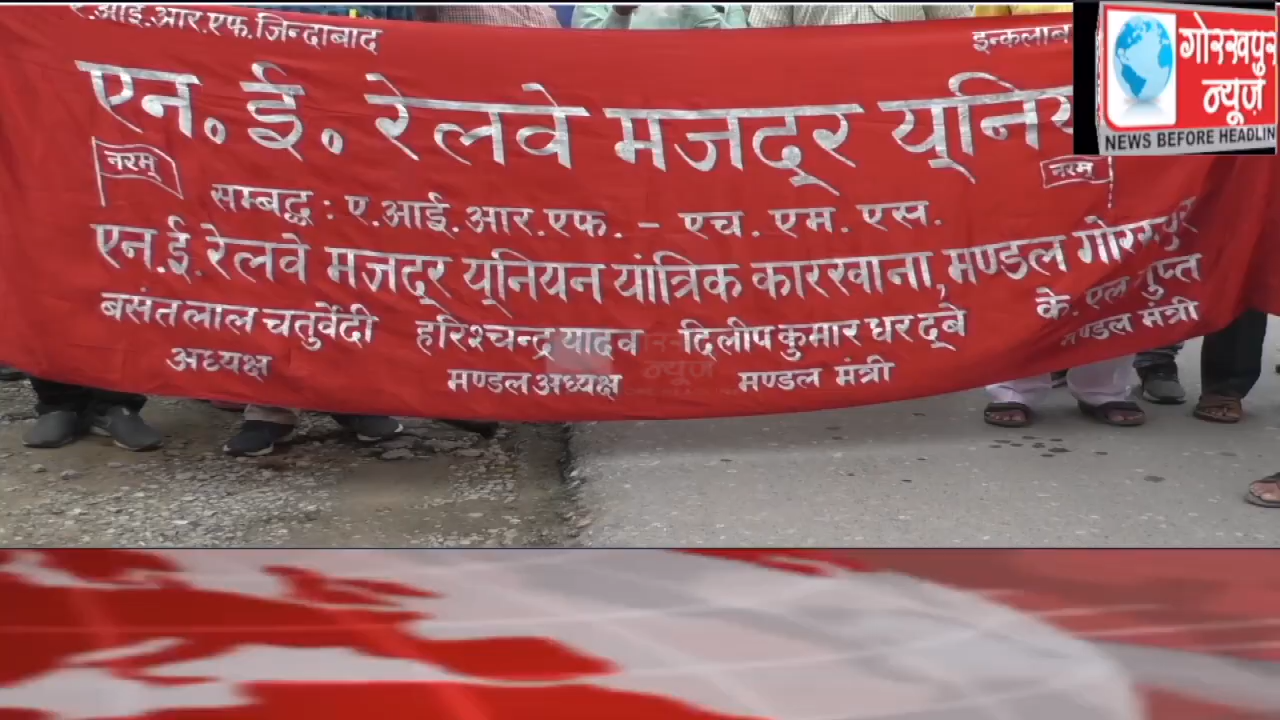 ए.आई.आर.एफ.जिन्दाबाद
इन्कलाब
एन. ई. रेलवे मजदूर यूनिय
नरमू
नरमू
सम्बद्ध : ए.आई.आर.एफ. - एच. एम. एस.
एन.ई.रेलवे मजदूर यूनियन यांत्रिक कारखाना, मण्डल गोरखपुर
बसंतलाल चतुर्वेदी हरिश्चन्द्र यादव दिलीप कुमार धर दूबे के. एल गुप्त
अध्यक्ष मण्डल अध्यक्ष मण्डल मंत्री मण्डल मंत्री
गोरखपुर
न्यूज़
NEWS BEFORE HEADLIN